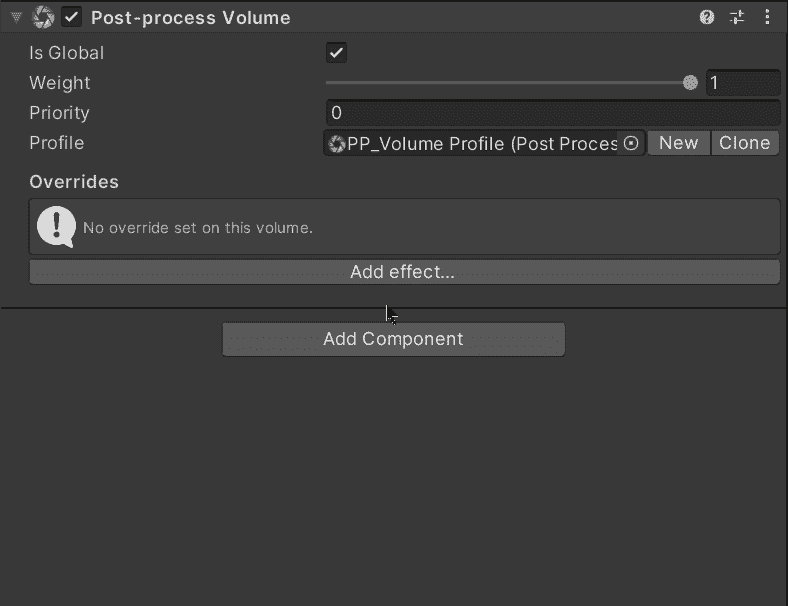 Post-process Volume
Is Global
Weight 1
Priority 0
Profile PP_Volume Profile (Post Proces New Clone
Overrides
No override set on this volume.
Add effect...
Add Component